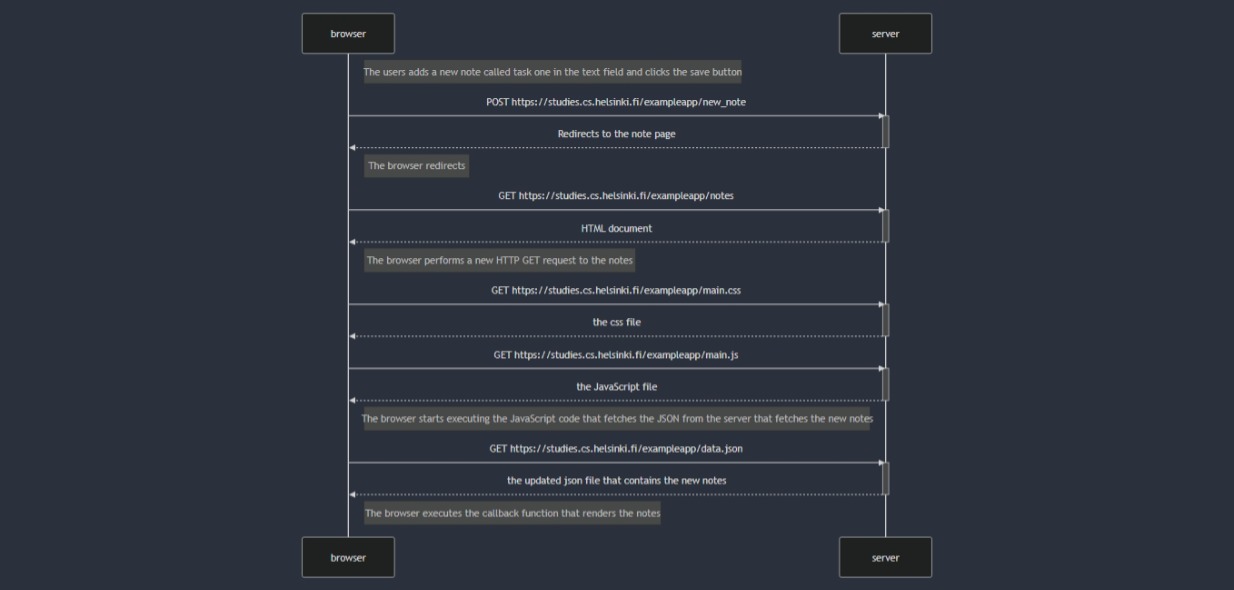 browser
server
The users adds a new note called task one in the text field and clicks the save button
POST https://studies.cs.helsinki.fi/exampleapp/new_note
Redirects to the note page
The browser redirects
GET https://studies.cs.helsinki.fi/exampleapp/notes
HTML document
The browser performs a new HTTP GET request to the notes
GET https://studies.cs.helsinki.fi/exampleapp/main.css
the css file
GET https://studies.cs.helsinki.fi/exampleapp/main.js
the JavaScript file
The browser starts executing the JavaScript code that fetches the JSON from the server that fetches the new notes
GET https://studies.cs.helsinki.fi/exampleapp/data.json
the updated json file that contains the new notes
The browser executes the callback function that renders the notes
browser
server